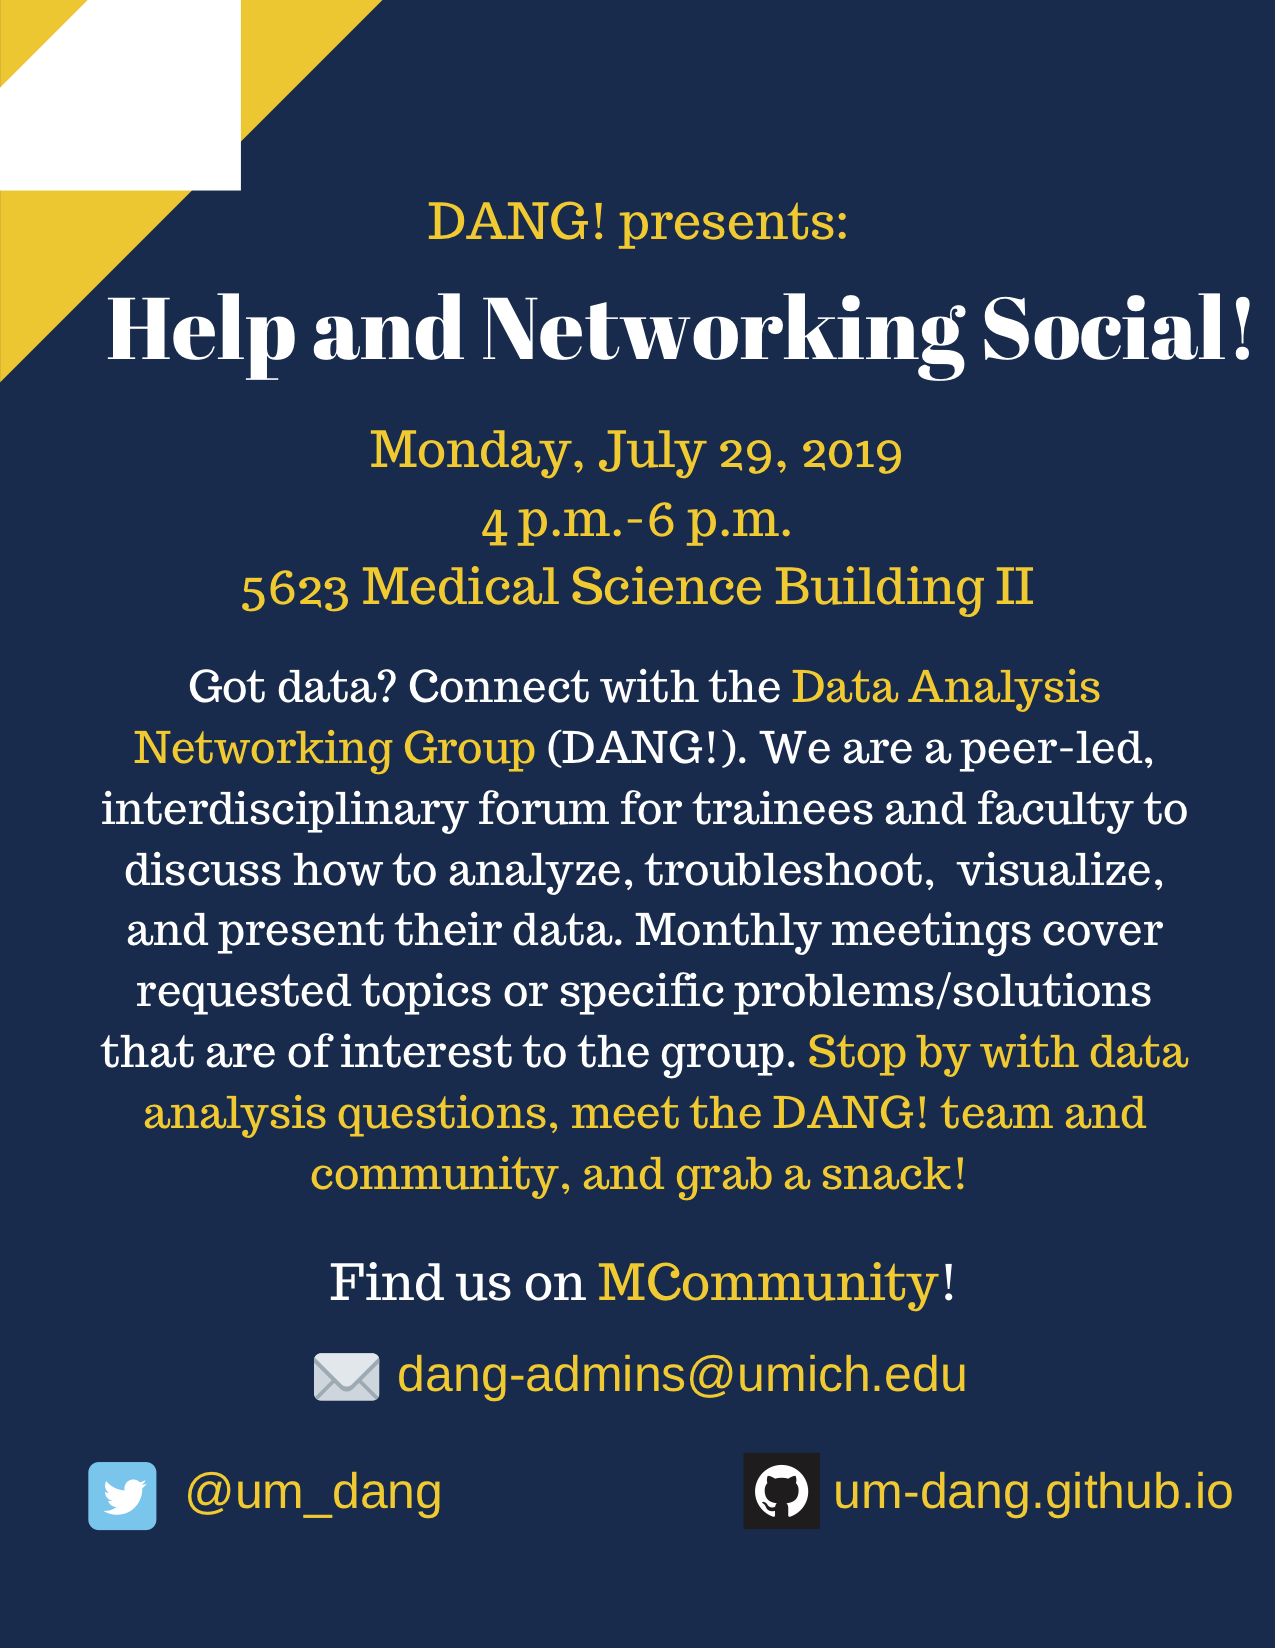 DANG! presents:
Help and Networking Social!
Monday, July 29, 2019
4 p.m.-6 p.m.
5623 Medical Science Building II
Got data? Connect with the Data Analysis
Networking Group (DANG!). We are a peer-led,
interdisciplinary forum for trainees and faculty to
discuss how to analyze, troubleshoot,  visualize,
and present their data. Monthly meetings cover
requested topics or specific problems/solutions
that are of interest to the group. Stop by with data
analysis questions, meet the DANG! team and
community, and grab a snack!
Find us on MCommunity!
dang-admins@umich.edu
@um_dang
um-dang.github.io